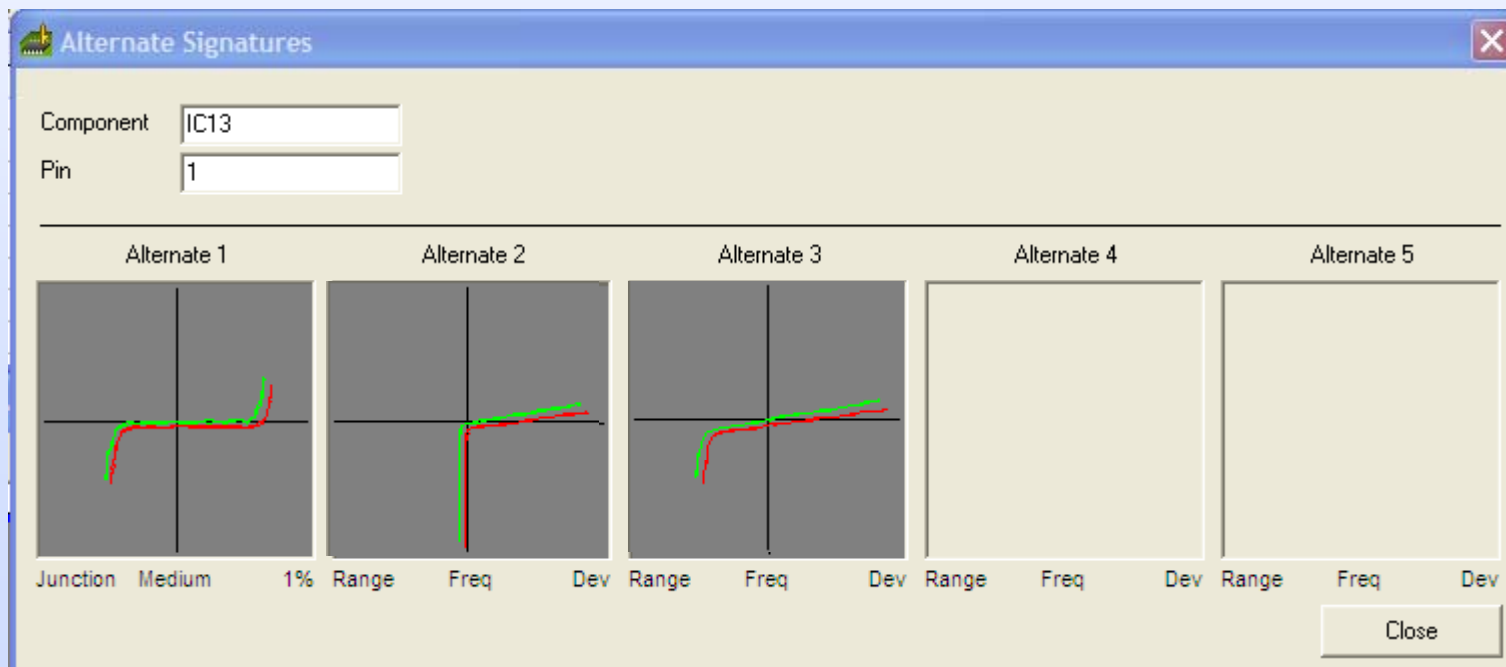 Alternate Signatures
Component IC13
Pin 1
Alternate 1 Alternate 2 Alternate 3 Alternate 4 Alternate 5
Junction Medium 1% Range Freq Dev Range Freq Dev Range Freq Dev Range Freq Dev
Close